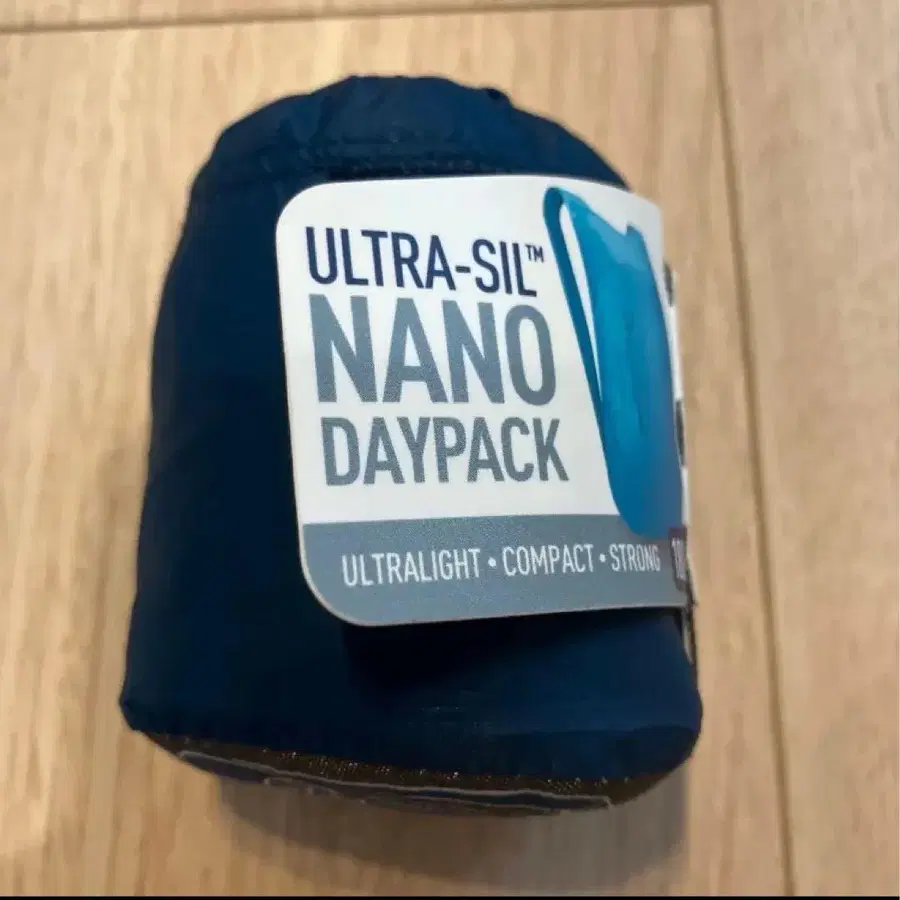 ULTRA-SIL™
NANO
DAYPACK
ULTRALIGHT • COMPACT • STRONG